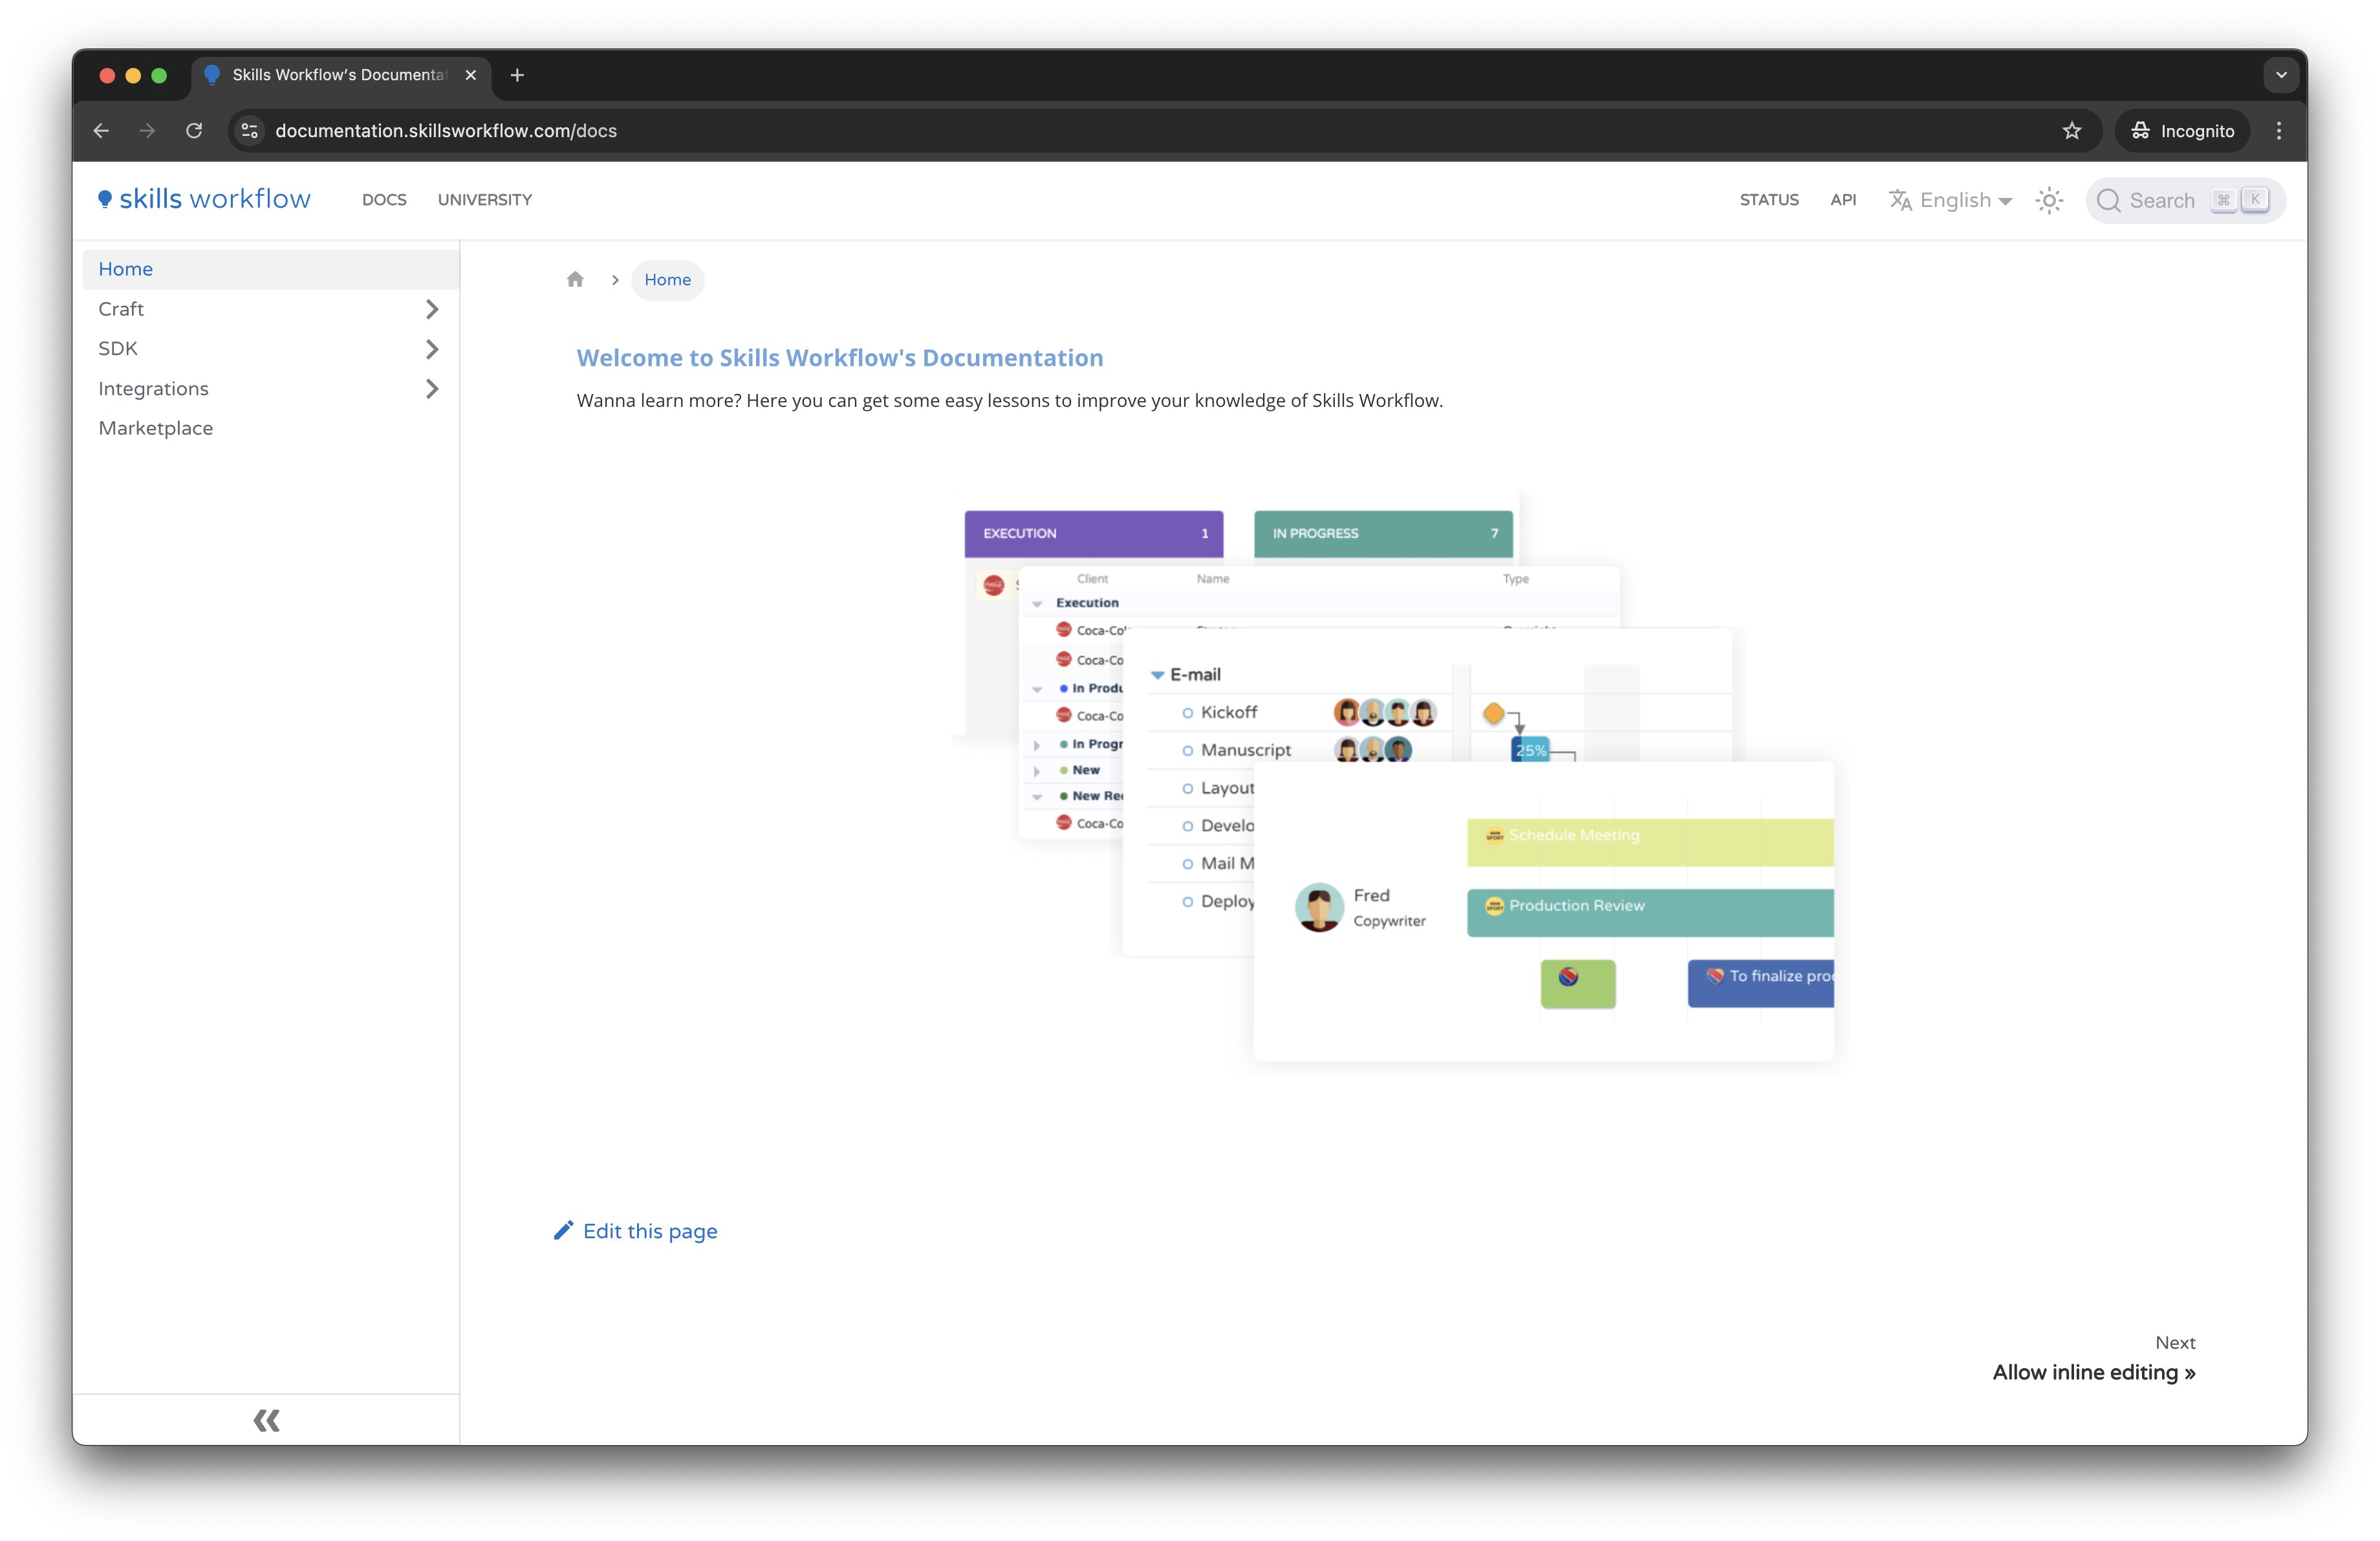 Skills Workflow's Documentat
documentation.skillsworkflow.com/docs
Incognito
skills workflow
DOCS
UNIVERSITY
STATUS
API
English
Search
⌘
K
Home
Craft
SDK
Integrations
Marketplace
Home
Welcome to Skills Workflow's Documentation
Wanna learn more? Here you can get some easy lessons to improve your knowledge of Skills Workflow.
EXECUTION 1
IN PROGRESS 7
Client Name Type
Execution
Coca-Co
Coca-Co
In Produ
Coca-Co
In Progr
New
New Re
Coca-Co
E-mail
Kickoff
Manuscript
25%
Layout
Develo
Mail M
Deploy
Schedule Meeting
Fred
Copywriter
Production Review
To finalize pro
Edit this page
Next
Allow inline editing »